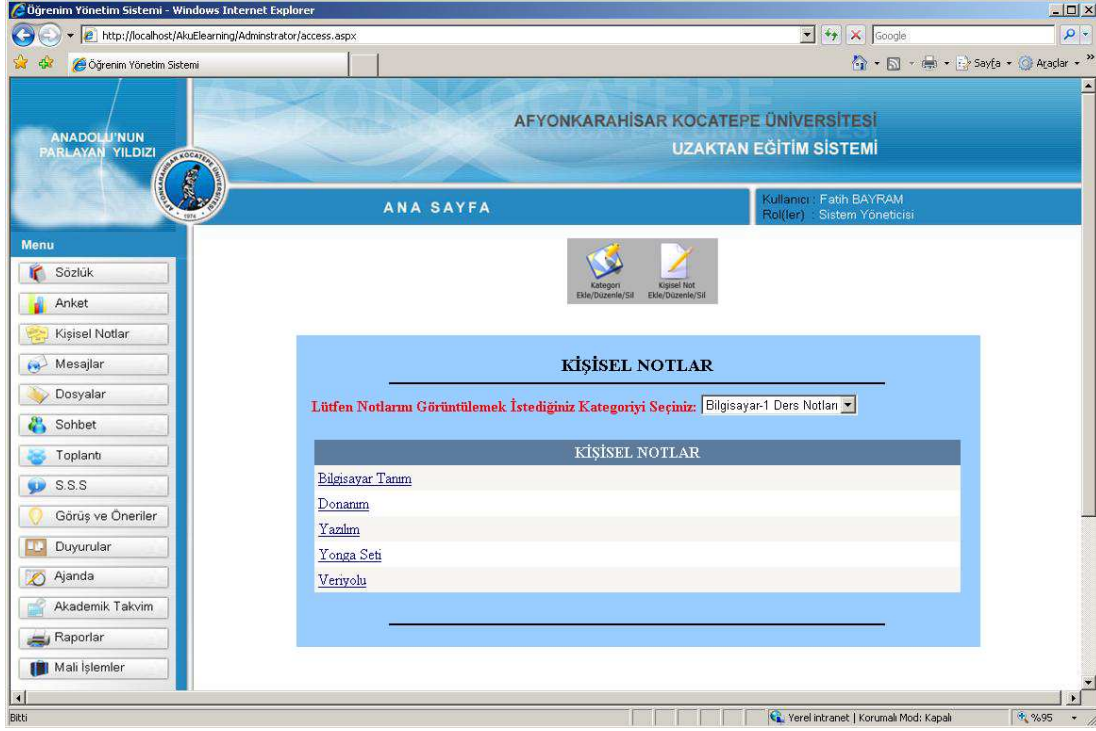 Öğrenim Yönetim Sistemi - Windows Internet Explorer
http://localhost/AkuElearning/Adminstrator/access.aspx
Google
Öğrenim Yönetim Sistemi
Sayfa
Araçlar
»
ANADOLU'NUN
PARLAYAN YILDIZI
AFYON KOCATEPE
AFYONKARAHİSAR KOCATEPE ÜNİVERSİTESİ
UZAKTAN EĞİTİM SİSTEMİ
ANA SAYFA
Kullanıcı : Fatih BAYRAM
Rol(ler) : Sistem Yöneticisi
Menu
Sözlük
Anket
Kişisel Notlar
Mesajlar
Dosyalar
Sohbet
Toplantı
S.S.S
Görüş ve Öneriler
Duyurular
Ajanda
Akademik Takvim
Raporlar
Mali İşlemler
Kategori
Ekle/Düzenle/Sil
Kişisel Not
Ekle/Düzenle/Sil
KİŞİSEL NOTLAR
Lütfen Notlarını Görüntülemek İstediğiniz Kategoriyi Seçiniz: Bilgisayar-1 Ders Notları
KİŞİSEL NOTLAR
Bilgisayar Tanım
Donanım
Yazılım
Yonga Seti
Veriyolu
Bitti
Yerel intranet | Korumalı Mod: Kapalı
%95